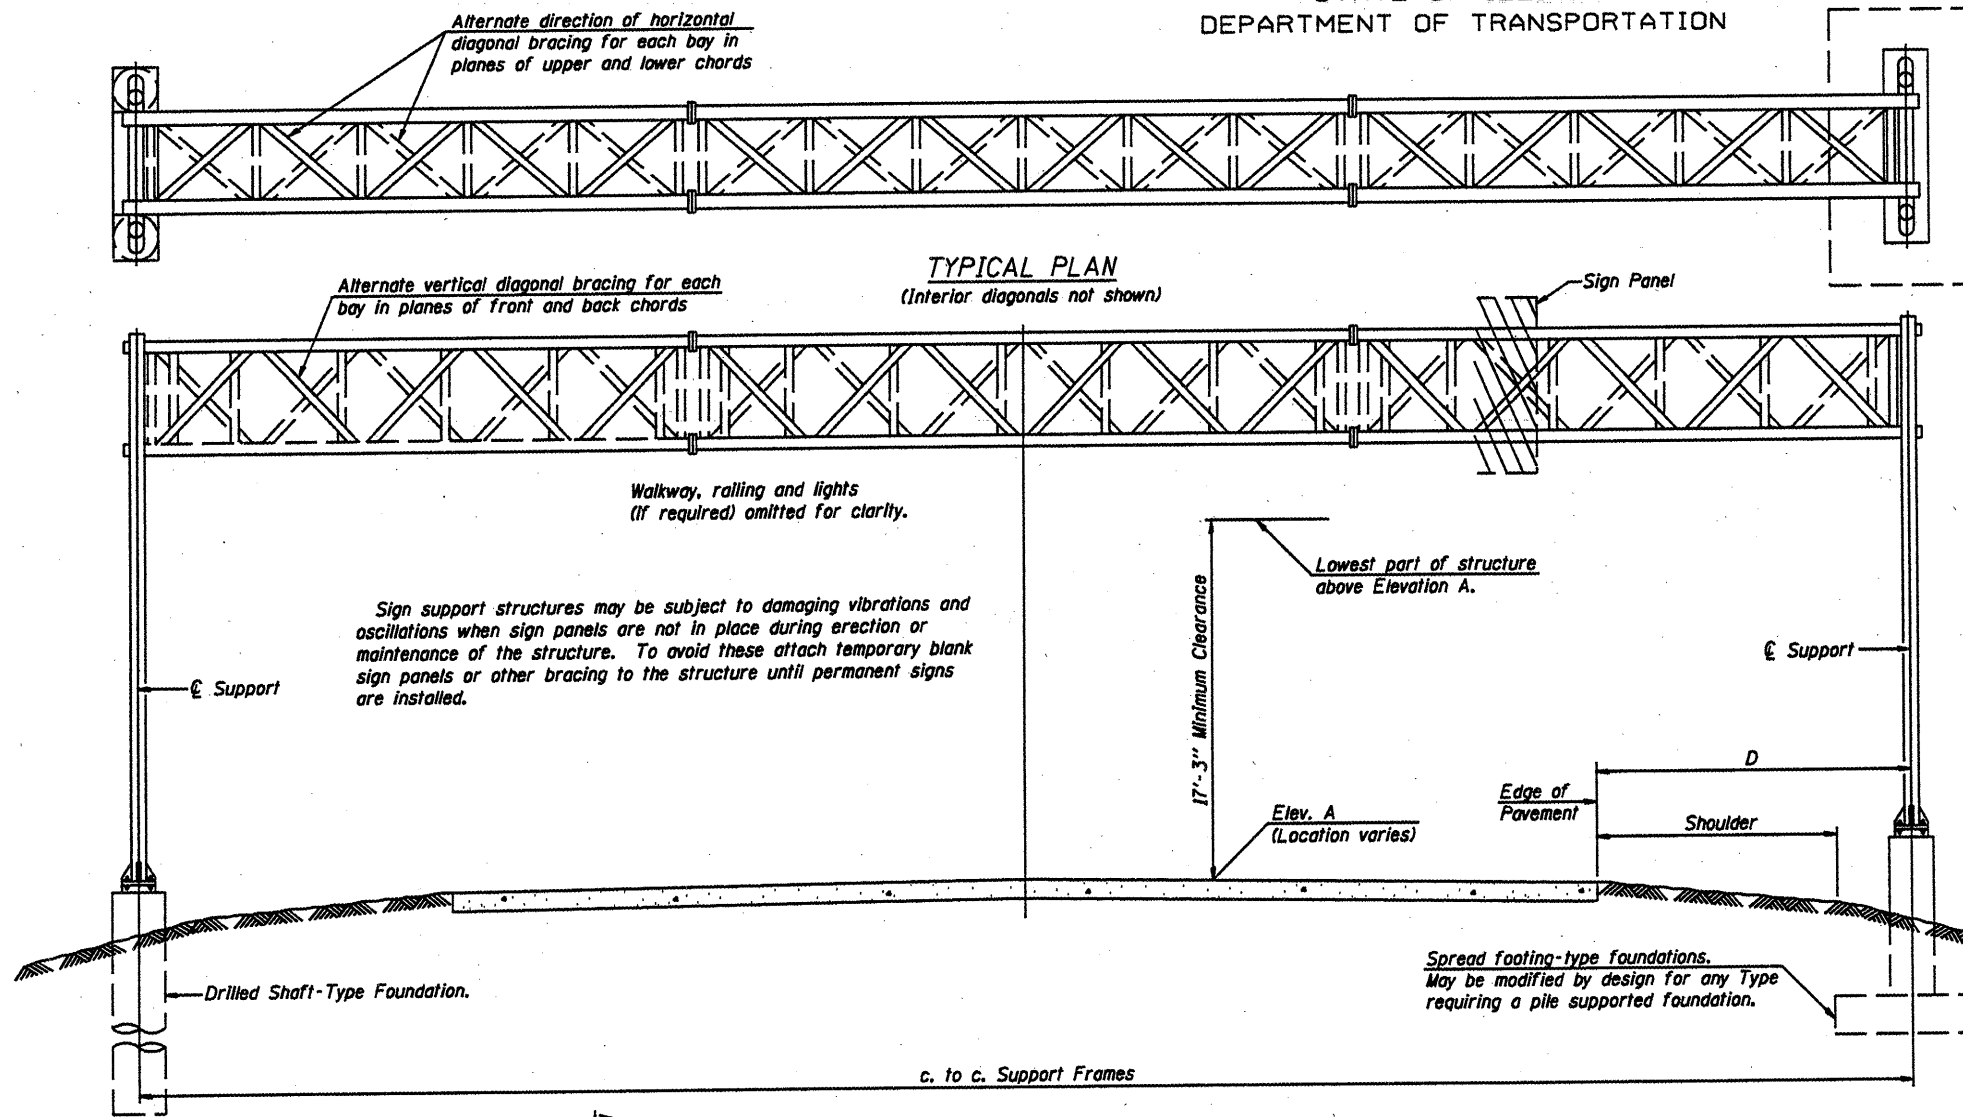 DEPARTMENT OF TRANSPORTATION
Alternate direction of horizontal
diagonal bracing for each bay in
planes of upper and lower chords
TYPICAL PLAN
(Interior diagonals not shown)
Alternate vertical diagonal bracing for each
bay in planes of front and back chords
Sign Panel
Walkway, railing and lights
(if required) omitted for clarity.
Lowest part of structure
above Elevation A.
17'-3" Minimum Clearance
Sign support structures may be subject to damaging vibrations and
oscillations when sign panels are not in place during erection or
maintenance of the structure. To avoid these attach temporary blank
sign panels or other bracing to the structure until permanent signs
are installed.
℄ Support
℄ Support
D
Edge of
Pavement
Elev. A
(Location varies)
Shoulder
Drilled Shaft-Type Foundation.
Spread footing-type foundations.
May be modified by design for any Type
requiring a pile supported foundation.
c. to c. Support Frames